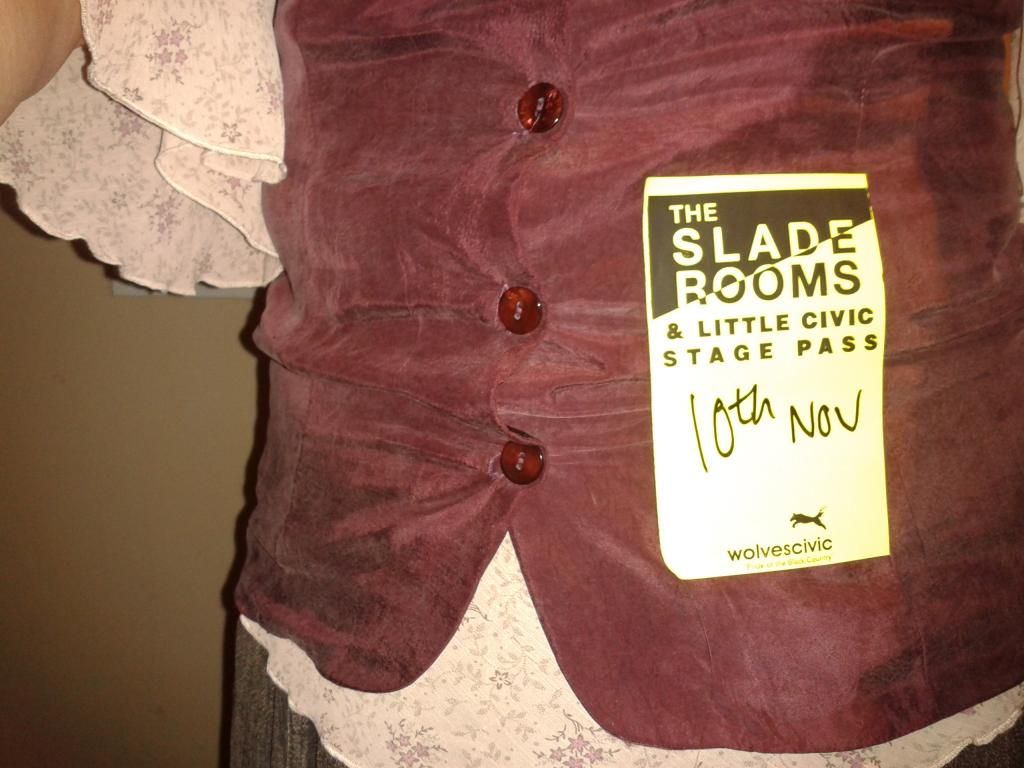 THE
SLADE
ROOMS
& LITTLE CIVIC
STAGE PASS
10th Nov
wolvescivic
Pride of the Black Country